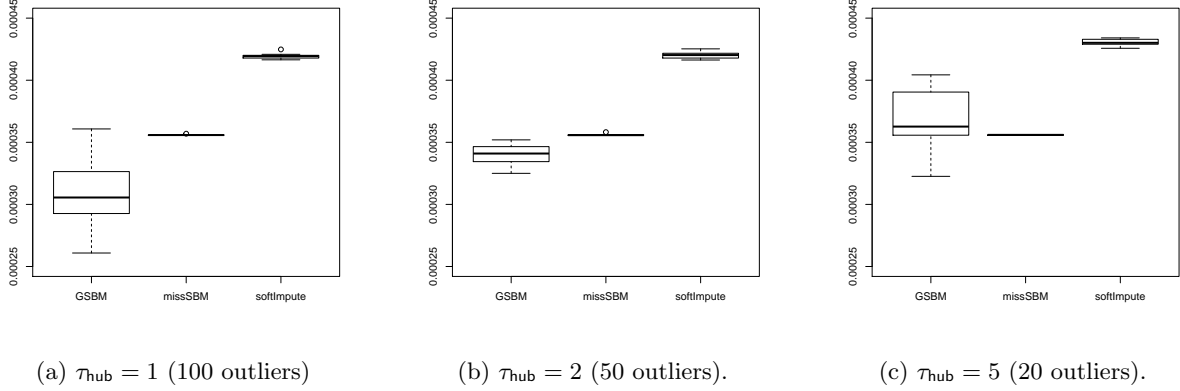 0.00045
0.00040
0.00035
0.00030
0.00025
GSBM missSBM softImpute
(a) τhub = 1 (100 outliers)
0.00045
0.00040
0.00035
0.00030
0.00025
GSBM missSBM softImpute
(b) τhub = 2 (50 outliers).
0.00045
0.00040
0.00035
0.00030
0.00025
GSBM missSBM softImpute
(c) τhub = 5 (20 outliers).